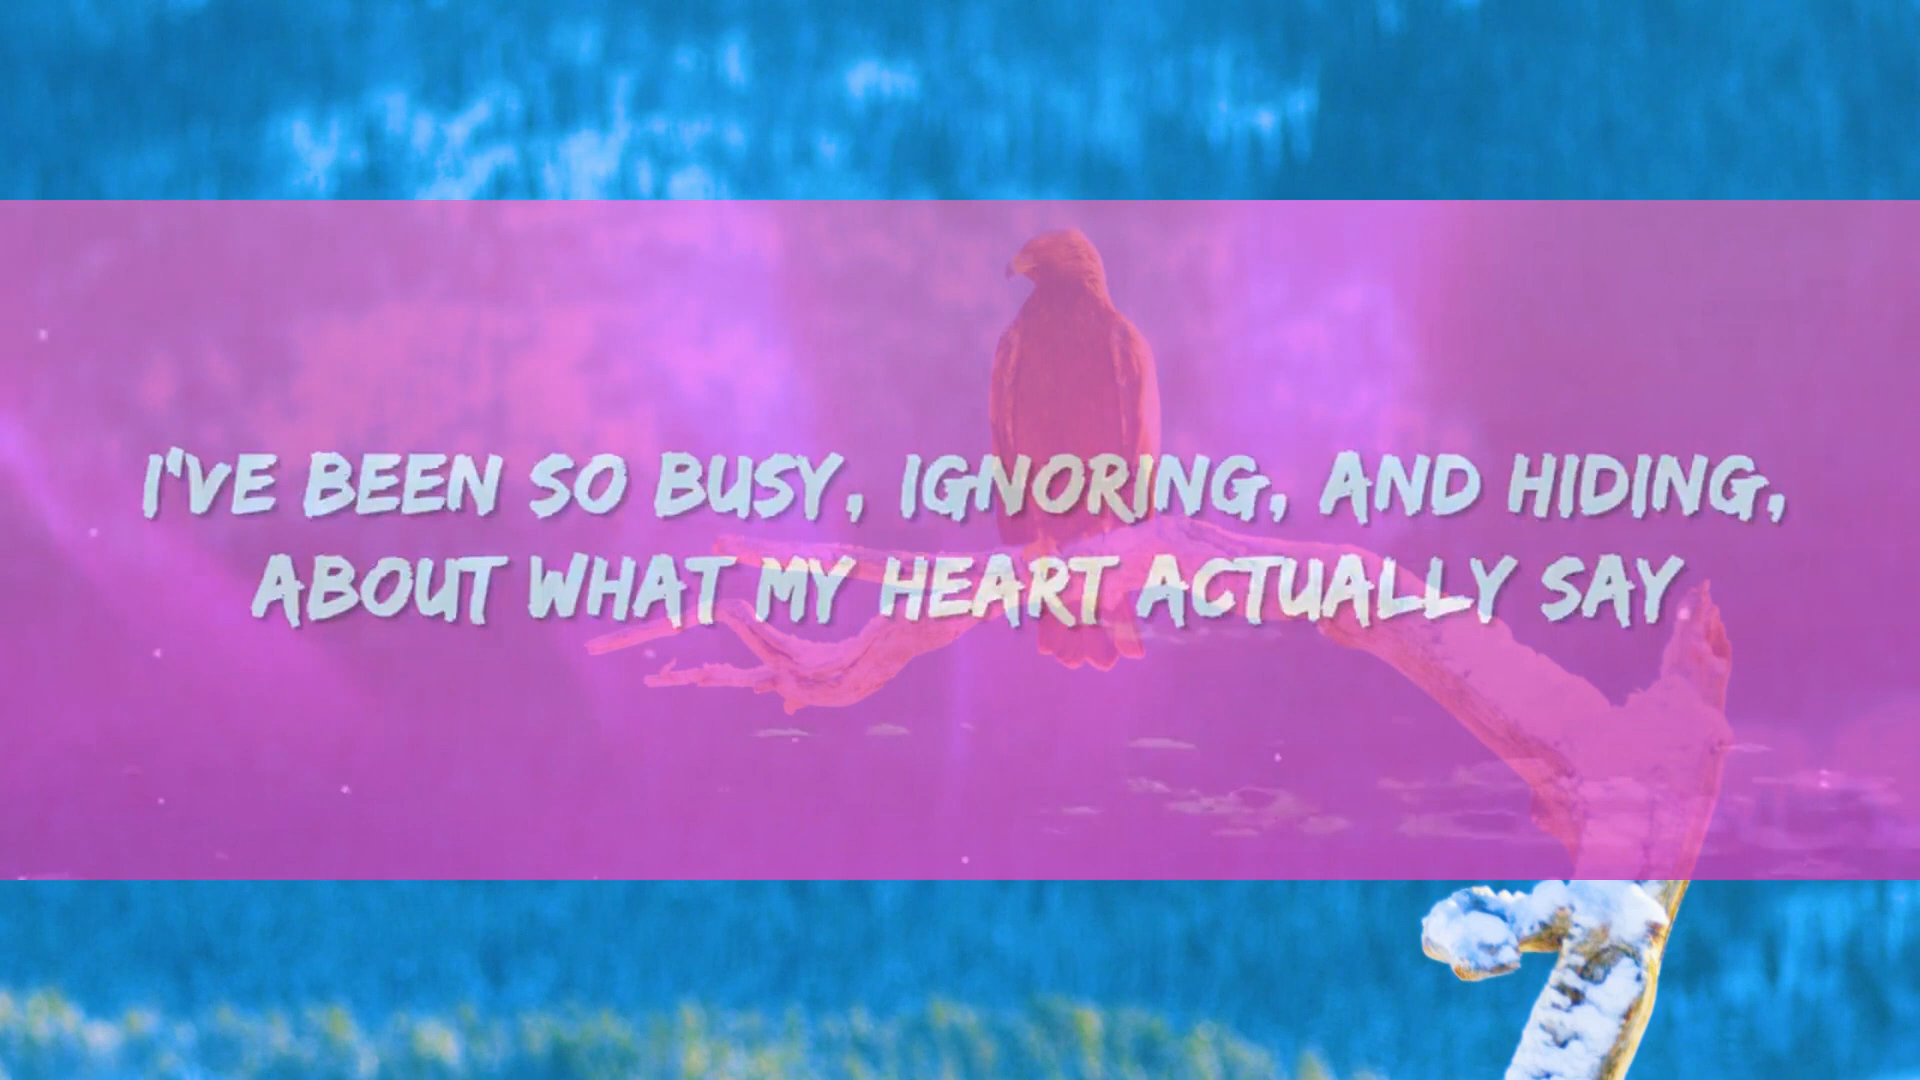 I'VE BEEN SO BUSY, IGNORING, AND HIDING,
ABOUT WHAT MY HEART ACTUALLY SAY